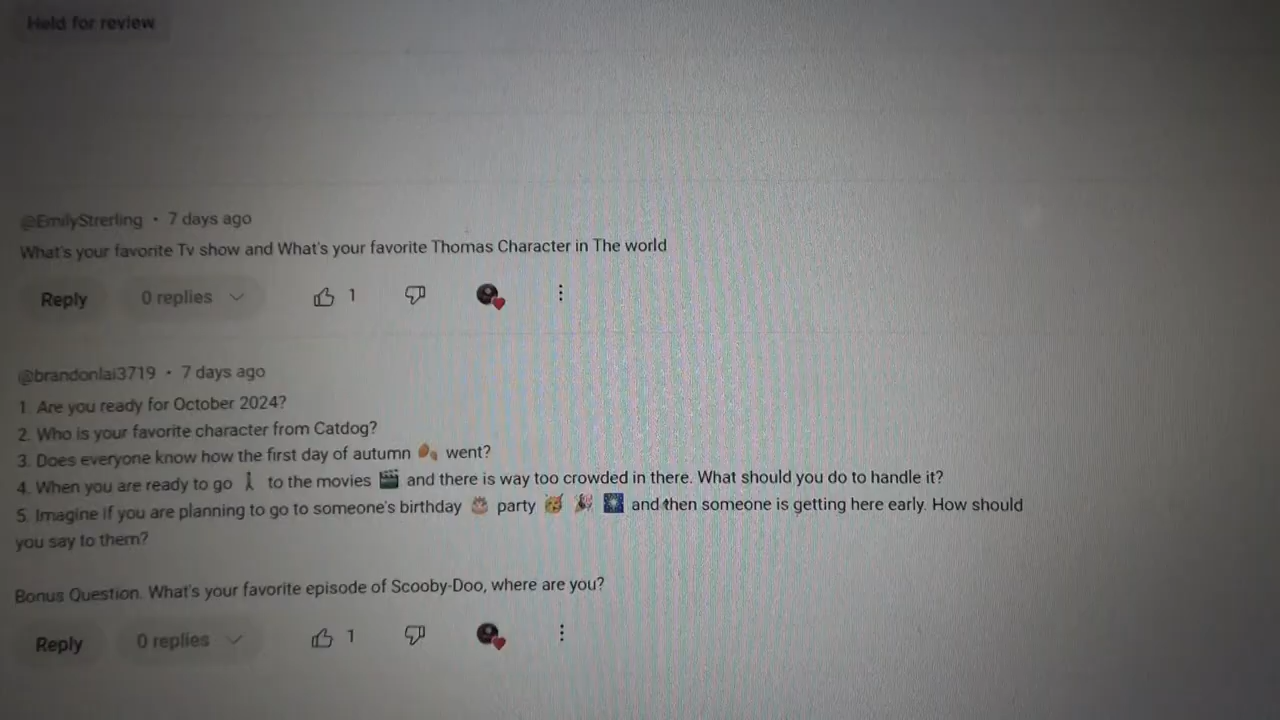 Held for review
@EmilyStrerling • 7 days ago
What's your favorite Tv show and What's your favorite Thomas Character in The world
Reply 0 replies 1
@brandonlai3719 • 7 days ago
1. Are you ready for October 2024?
2. Who is your favorite character from Catdog?
3. Does everyone know how the first day of autumn 🍂 went?
4. When you are ready to go 🚶 to the movies 🎬 and there is way too crowded in there. What should you do to handle it?
5. Imagine if you are planning to go to someone's birthday 🎂 party 🥳 🎉 🎆 and then someone is getting here early. How should
you say to them?
Bonus Question. What's your favorite episode of Scooby-Doo, where are you?
Reply 0 replies 1